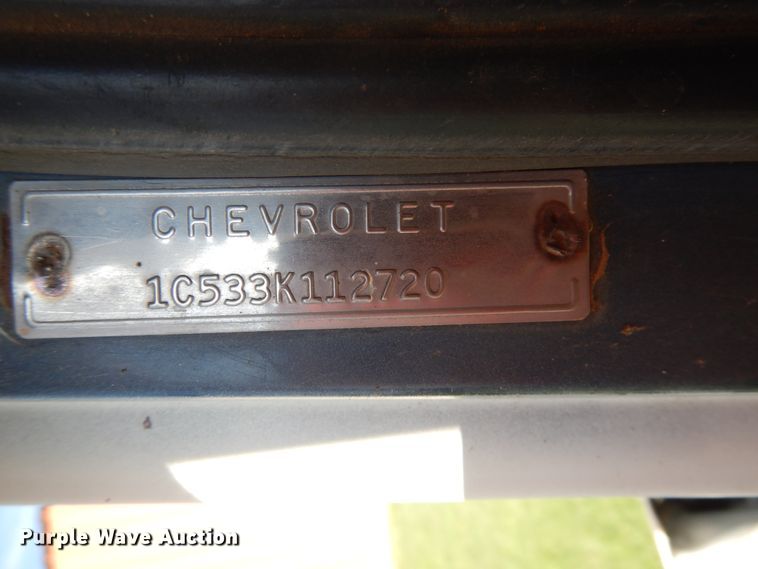 CHEVROLET
1C533K112720
Purple Wave Auction